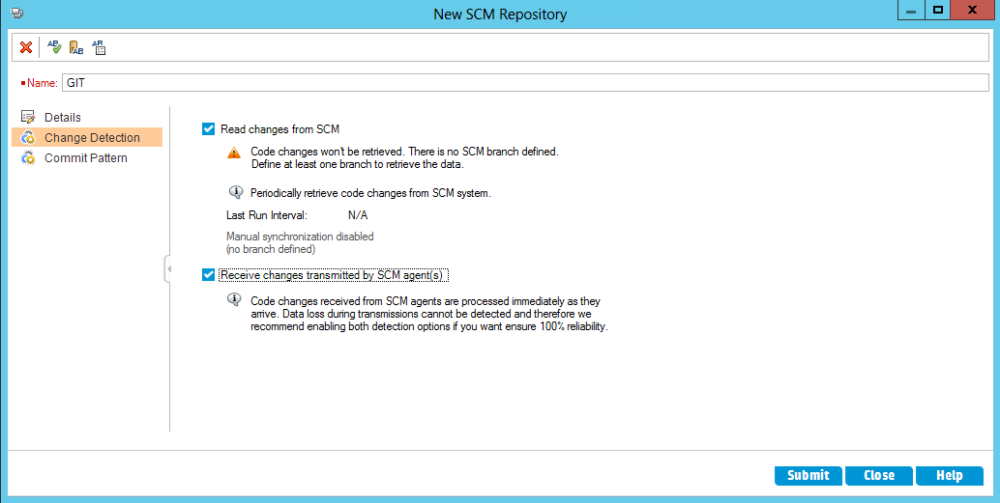 New SCM Repository
Name: GIT
Details
Change Detection
Commit Pattern
Read changes from SCM
Code changes won't be retrieved. There is no SCM branch defined.
Define at least one branch to retrieve the data.
Periodically retrieve code changes from SCM system.
Last Run Interval: N/A
Manual synchronization disabled
(no branch defined)
Receive changes transmitted by SCM agent(s)
Code changes received from SCM agents are processed immediately as they
arrive. Data loss during transmissions cannot be detected and therefore we
recommend enabling both detection options if you want ensure 100% reliability.
Submit Close Help